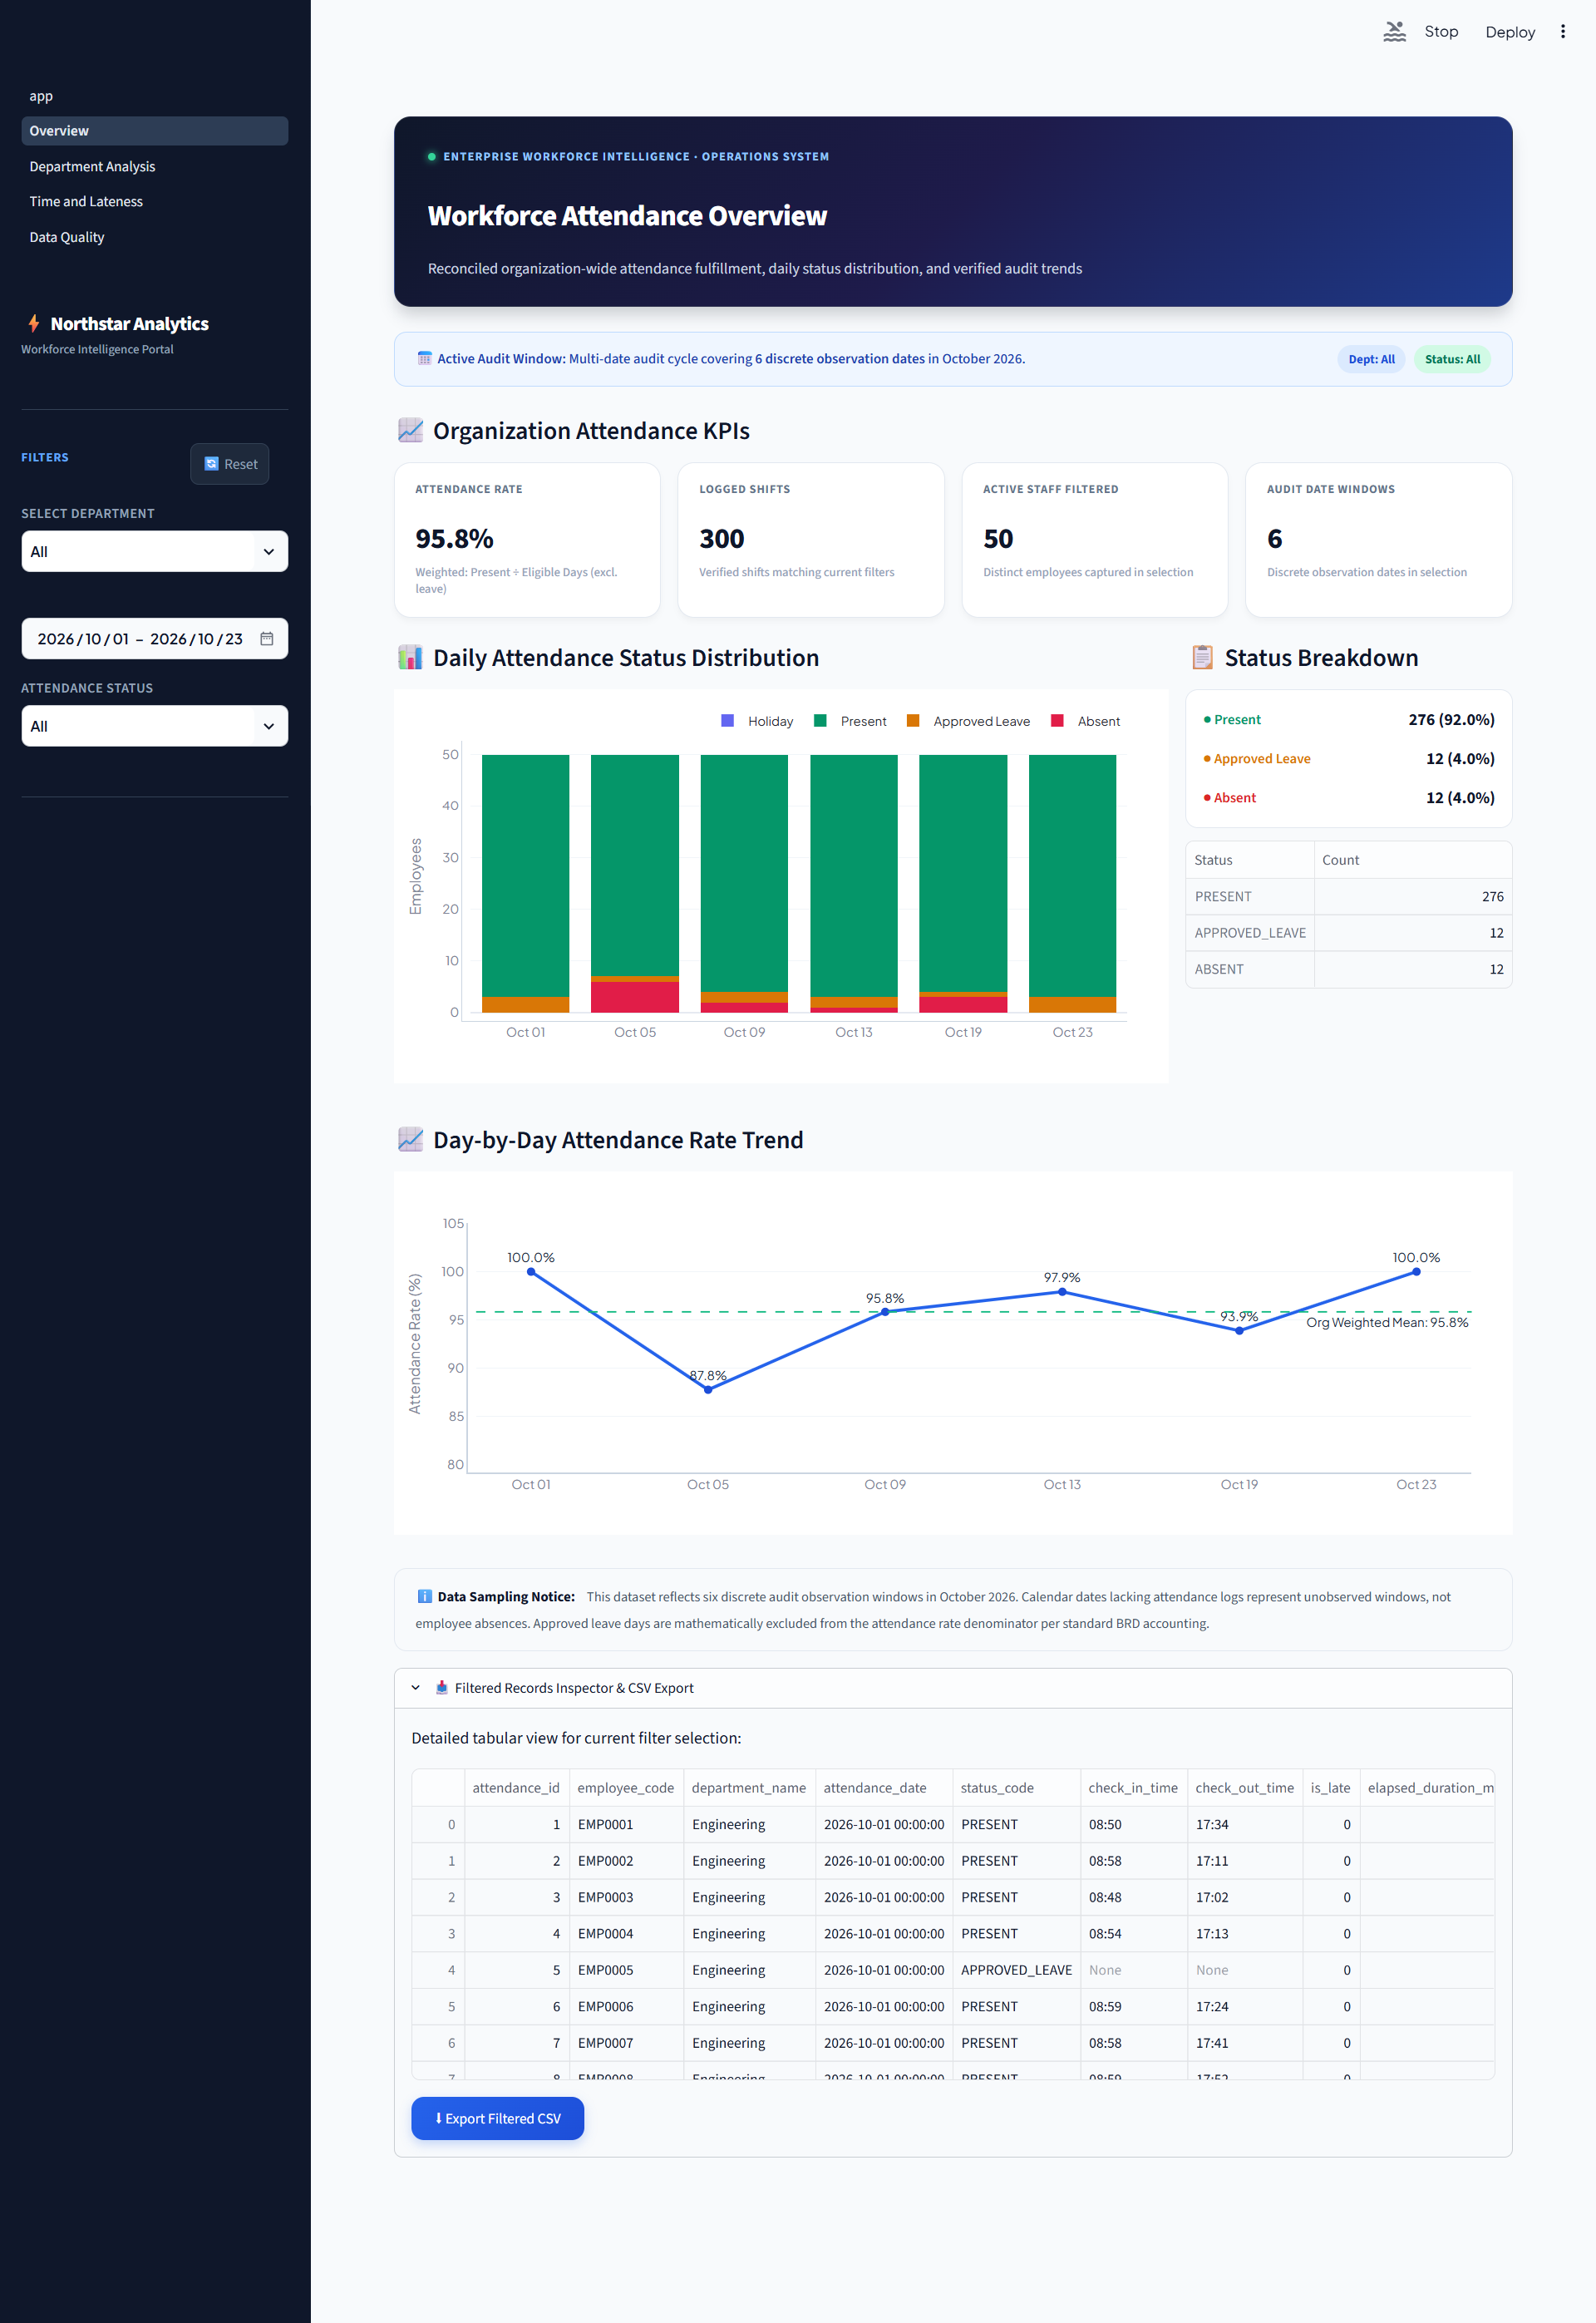 Stop
Deploy
app
Overview
Department Analysis
Time and Lateness
Data Quality
Northstar Analytics
Workforce Intelligence Portal
FILTERS
Reset
SELECT DEPARTMENT
All
2026/10/01 – 2026/10/23
ATTENDANCE STATUS
All
ENTERPRISE WORKFORCE INTELLIGENCE · OPERATIONS SYSTEM
Workforce Attendance Overview
Reconciled organization-wide attendance fulfillment, daily status distribution, and verified audit trends
Active Audit Window: Multi-date audit cycle covering 6 discrete observation dates in October 2026.
Dept: All
Status: All
Organization Attendance KPIs
ATTENDANCE RATE
95.8%
Weighted: Present ÷ Eligible Days (excl.
leave)
LOGGED SHIFTS
300
Verified shifts matching current filters
ACTIVE STAFF FILTERED
50
Distinct employees captured in selection
AUDIT DATE WINDOWS
6
Discrete observation dates in selection
Daily Attendance Status Distribution
Holiday Present Approved Leave Absent
Employees
50
40
30
20
10
0
Oct 01 Oct 05 Oct 09 Oct 13 Oct 19 Oct 23
Status Breakdown
Present 276 (92.0%)
Approved Leave 12 (4.0%)
Absent 12 (4.0%)
Status Count
PRESENT 276
APPROVED_LEAVE 12
ABSENT 12
Day-by-Day Attendance Rate Trend
Attendance Rate (%)
105
100
95
90
85
80
100.0%
87.8%
95.8%
97.9%
93.9%
100.0%
Org Weighted Mean: 95.8%
Oct 01 Oct 05 Oct 09 Oct 13 Oct 19 Oct 23
Data Sampling Notice: This dataset reflects six discrete audit observation windows in October 2026. Calendar dates lacking attendance logs represent unobserved windows, not
employee absences. Approved leave days are mathematically excluded from the attendance rate denominator per standard BRD accounting.
Filtered Records Inspector & CSV Export
Detailed tabular view for current filter selection:
attendance_id employee_code department_name attendance_date status_code check_in_time check_out_time is_late elapsed_duration_m
0 1 EMP0001 Engineering 2026-10-01 00:00:00 PRESENT 08:50 17:34 0
1 2 EMP0002 Engineering 2026-10-01 00:00:00 PRESENT 08:58 17:11 0
2 3 EMP0003 Engineering 2026-10-01 00:00:00 PRESENT 08:48 17:02 0
3 4 EMP0004 Engineering 2026-10-01 00:00:00 PRESENT 08:54 17:13 0
4 5 EMP0005 Engineering 2026-10-01 00:00:00 APPROVED_LEAVE None None 0
5 6 EMP0006 Engineering 2026-10-01 00:00:00 PRESENT 08:59 17:24 0
6 7 EMP0007 Engineering 2026-10-01 00:00:00 PRESENT 08:58 17:41 0
7 8 EMP0008 Engineering 2026-10-01 00:00:00 PRESENT 08:59 17:52 0
Export Filtered CSV